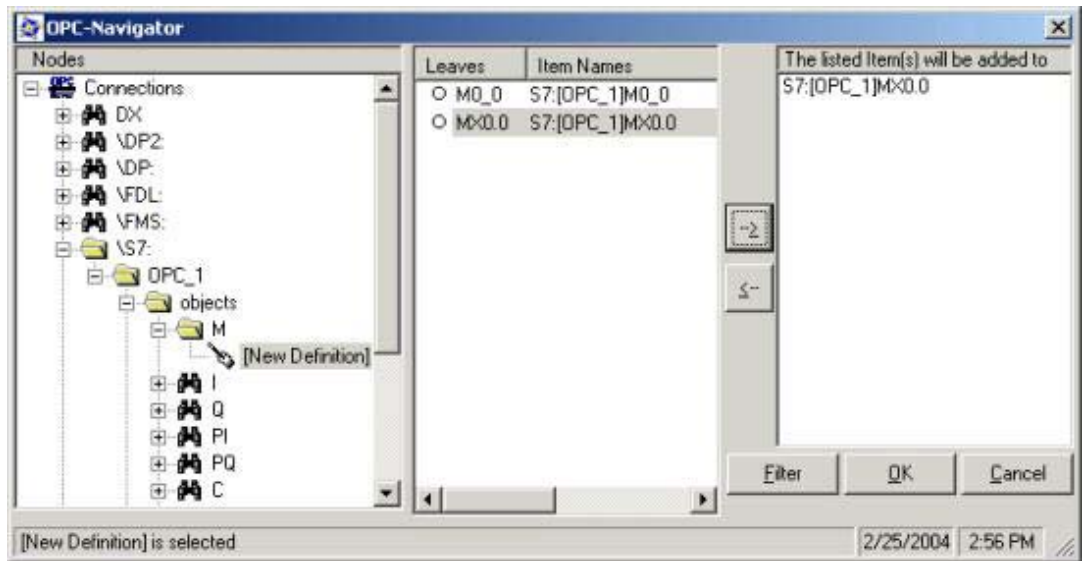 OPC-Navigator
Nodes
Connections
DX
\DP2:
\DP:
\FDL:
\FMS:
\S7:
OPC_1
objects
M
[New Definition]
I
Q
PI
PQ
C
Leaves Item Names
M0_0 S7:[OPC_1]M0_0
MX0.0 S7:[OPC_1]MX0.0
-->
<--
The listed Item(s) will be added to
S7:[OPC_1]MX0.0
Filter OK Cancel
[New Definition] is selected 2/25/2004 2:56 PM